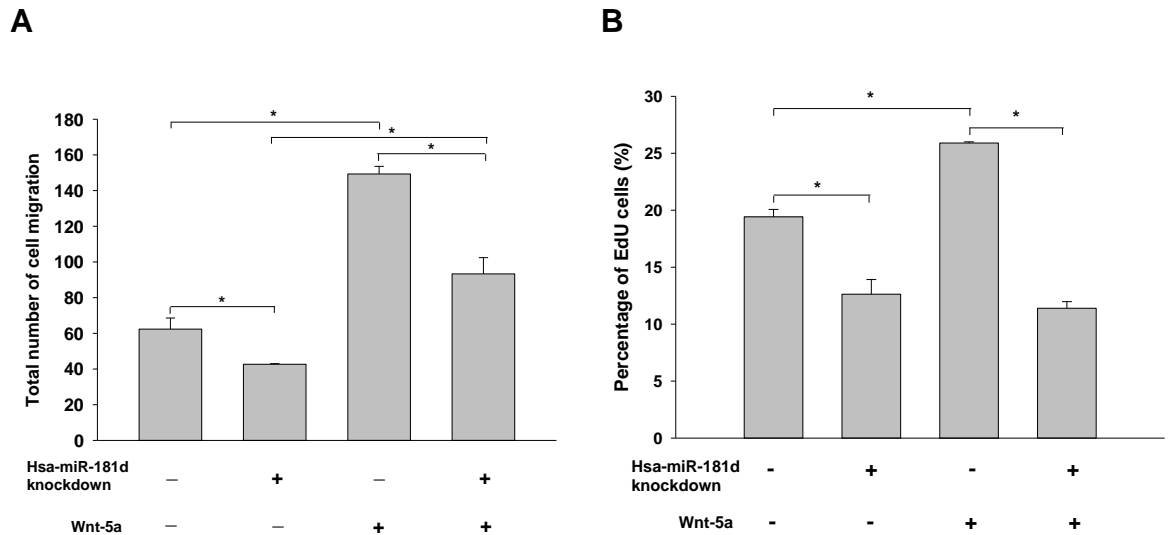 A
Total number of cell migration
180
160
140
120
100
80
60
40
20
0
*
*
*
*
Hsa-miR-181d
knockdown
– + – +
Wnt-5a
– – + +
B
Percentage of EdU cells (%)
30
25
20
15
10
5
0
*
*
*
Hsa-miR-181d
knockdown
- + - +
Wnt-5a
- - + +